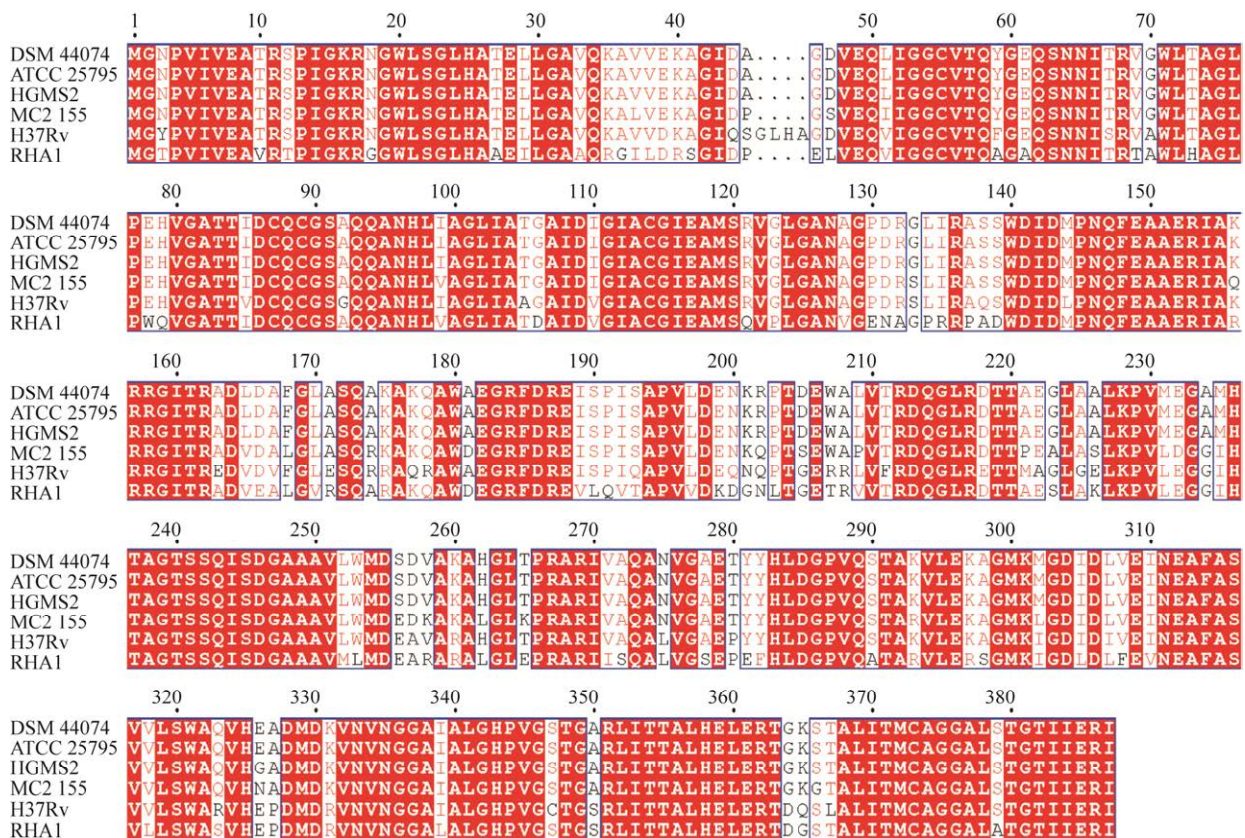 1 10 20 30 40 50 60 70
DSM 44074 MGNPVIVEATRSPIGKRNGWLSGLHATELLGAVQKAVVEKAGIDA....GDVEQLIGGCVTQYGEQSNNITRVGWLTAGL
ATCC 25795 MGNPVIVEATRSPIGKRNGWLSGLHATELLGAVQKAVVEKAGIDA....GDVEQLIGGCVTQYGEQSNNITRVGWLTAGL
HGMS2 MGNPVIVEATRSPIGKRNGWLSGLHATELLGAVQKAVVEKAGIDA....GDVEQLIGGCVTQYGEQSNNITRVGWLTAGL
MC2 155 MGNPVIVEATRSPIGKRNGWLSGLHATELLGAVQKALVEKAGIDP....GSVEQLIGGCVTQYGEQSNNITRVGWLTAGL
H37Rv MGYPVIVEATRSPIGKRNGWLSGLHATELLGAVQKAVVDKAGIQSGLHAGDVEQVIGGCVTQFGEQSNNISRVAWLTAGL
RHA1 MGTPVIVEAVRTPIGKRGGWLSGLHAAEILGAAQRGILDRSGIDP....ELVEQVIGGCVTQAGAQSNNITRTAWLHAGL
80 90 100 110 120 130 140 150
DSM 44074 PEHVGATTIDCQCGSAQQANHLIAGLIATGAIDIGIACGIEAMSRVGLGANAGPDRGLIRASSWDIDMPNQFEAAERIAK
ATCC 25795 PEHVGATTIDCQCGSAQQANHLIAGLIATGAIDIGIACGIEAMSRVGLGANAGPDRGLIRASSWDIDMPNQFEAAERIAK
HGMS2 PEHVGATTIDCQCGSAQQANHLIAGLIATGAIDIGIACGIEAMSRVGLGANAGPDRGLIRASSWDIDMPNQFEAAERIAK
MC2 155 PEHVGATTIDCQCGSAQQANHLVAGLIATGAIDIGIACGIEAMSRVGLGANAGPDRSLIRASSWDIDMPNQFEAAERIAQ
H37Rv PEHVGATTVDCQCGSGQQANHLIAGLIAAGAIDVGIACGIEAMSRVGLGANAGPDRSLIRAQSWDIDLPNQFEAAERIAK
RHA1 PWQVGATTIDCQCGSAQQANHLVAGLIATDAIDVGIACGIEAMSQVPLGANVGENAGPRRPADWDIDMPNQFEAAERIAR
160 170 180 190 200 210 220 230
DSM 44074 RRGITRADLDAFGLASQAKAKQAWAEGRFDREISPISAPVLDENKRPTDEWALVTRDQGLRDTTAEGLAALKPVMEGAMH
ATCC 25795 RRGITRADLDAFGLASQAKAKQAWAEGRFDREISPISAPVLDENKRPTDEWALVTRDQGLRDTTAEGLAALKPVMEGAMH
HGMS2 RRGITRADLDAFGLASQAKAKQAWAEGRFDREISPISAPVLDENKRPTDEWALVTRDQGLRDTTAEGLAALKPVMEGAMH
MC2 155 RRGITRADVDALGLASQRKAKQAWDEGRFDREISPISAPVLDENKQPTSEWAPVTRDQGLRDTTPEALASLKPVMEGGIH
H37Rv RRGITREDVDVFGLESQRRAQRAWAEGRFDREISPIQAPVLDEQNQPTGERRLVFRDQGLRETTMAGLGELKPVLEGGIH
RHA1 RRGITRADVEALGVRSQARAKQAWDEGRFDREVLQVTAPVVDKDGNLTGETRVVTRDQGLRDTTAESLAKLKPVLEGGIH
240 250 260 270 280 290 300 310
DSM 44074 TAGTSSQISDGAAAVLWMDSDVAKAHGLTPRARIVAQANVGAETYYHLDGPVQSTAKVLEKAGMKMGDIDLVEINEAFAS
ATCC 25795 TAGTSSQISDGAAAVLWMDSDVAKAHGLTPRARIVAQANVGAETYYHLDGPVQSTAKVLEKAGMKMGDIDLVEINEAFAS
HGMS2 TAGTSSQISDGAAAVLWMDSDVAKAHGLTPRARIVAQANVGAETYYHLDGPVQSTAKVLEKAGMKMGDIDLVEINEAFAS
MC2 155 TAGTSSQISDGAAAVLWMDEDKAKALGLKPRARIVAQANVGAETYYHLDGPVQSTAKVLEKAGMKLGDIDLVEINEAFAS
H37Rv TAGTSSQISDGAAAVLWMDEAVARAHGLTPRARIVAQALVGAEPYYHLDGPVQSTARVLEKAGMKIGDIDIVEINEAFAS
RHA1 TAGTSSQISDGAAAVMLMDEARARALGLEPRARIISQALVGSEPEFHLDGPVQATARVLERSGMKIGDLDLFEVNEAFAS
320 330 340 350 360 370 380
DSM 44074 VVLSWAQVHEADMDKVNVNGGAIALGHPVGSTGARLITTALHELERTGKSTALITMCAGGALSTGTIIERI
ATCC 25795 VVLSWAQVHEADMDKVNVNGGAIALGHPVGSTGARLITTALHELERTGKSTALITMCAGGALSTGTIIERI
HGMS2 VVLSWAQVHGADMDKVNVNGGAIALGHPVGSTGARLITTALHELERTGKSTALITMCAGGALSTGTIIERI
MC2 155 VVLSWAQVHNADMDKVNVNGGAIALGHPVGSTGARLITTALHELERTGKGTALITMCAGGALSTGTIIERI
H37Rv VVLSWARVHEPDMDRVNVNGGAIALGHPVGCTGSRLITTALHELERTDQSLALITMCAGGALSTGTIIERI
RHA1 VLLSWASVHEPDMDRVNVNGGAIALGHPVGSTGSRLITTALHELERTDGSTALITMCAGGALATGTIIERI